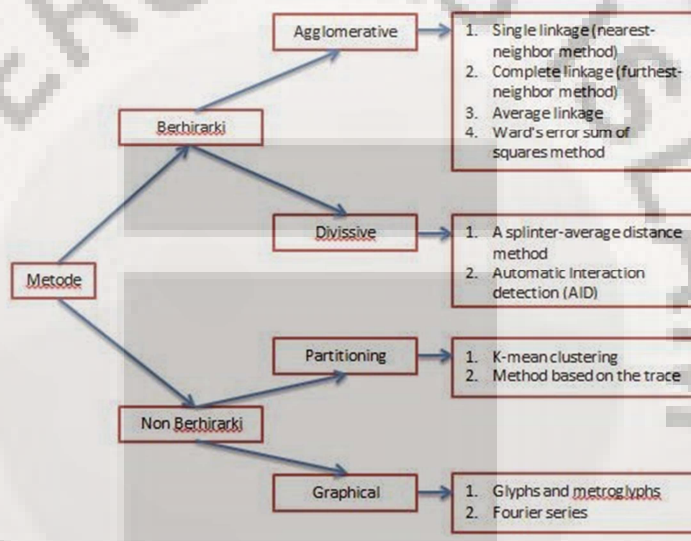 Agglomerative
1. Single linkage (nearest-
neighbor method)
2. Complete linkage (furthest-
neighbor method)
3. Average linkage
4. Ward's error sum of
squares method
Berhirarki
Divissive
1. A splinter-average distance
method
2. Automatic Interaction
detection (AID)
Metode
Partitioning
1. K-mean clustering
2. Method based on the trace
Non Berhirarki
Graphical
1. Glyphs and metroglyphs
2. Fourier series